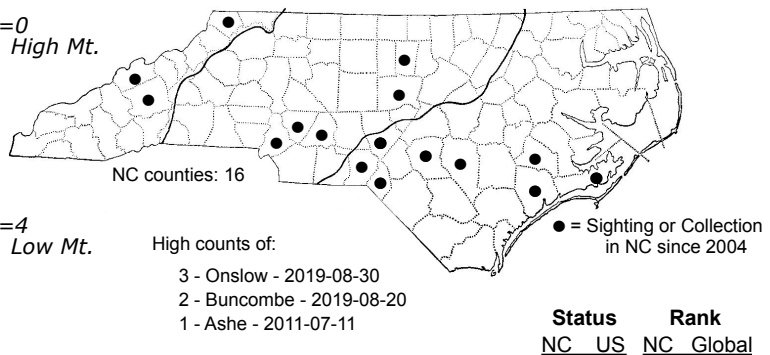 =0
High Mt.
NC counties: 16
=4
Low Mt.
High counts of:
3 - Onslow - 2019-08-30
2 - Buncombe - 2019-08-20
1 - Ashe - 2011-07-11
● = Sighting or Collection
in NC since 2004
Status Rank
NC US NC Global